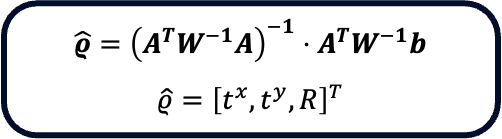 ϱ̂ = (AᵀW⁻¹A)⁻¹ · AᵀW⁻¹b
ϱ̂ = [tˣ, tʸ, R]ᵀ